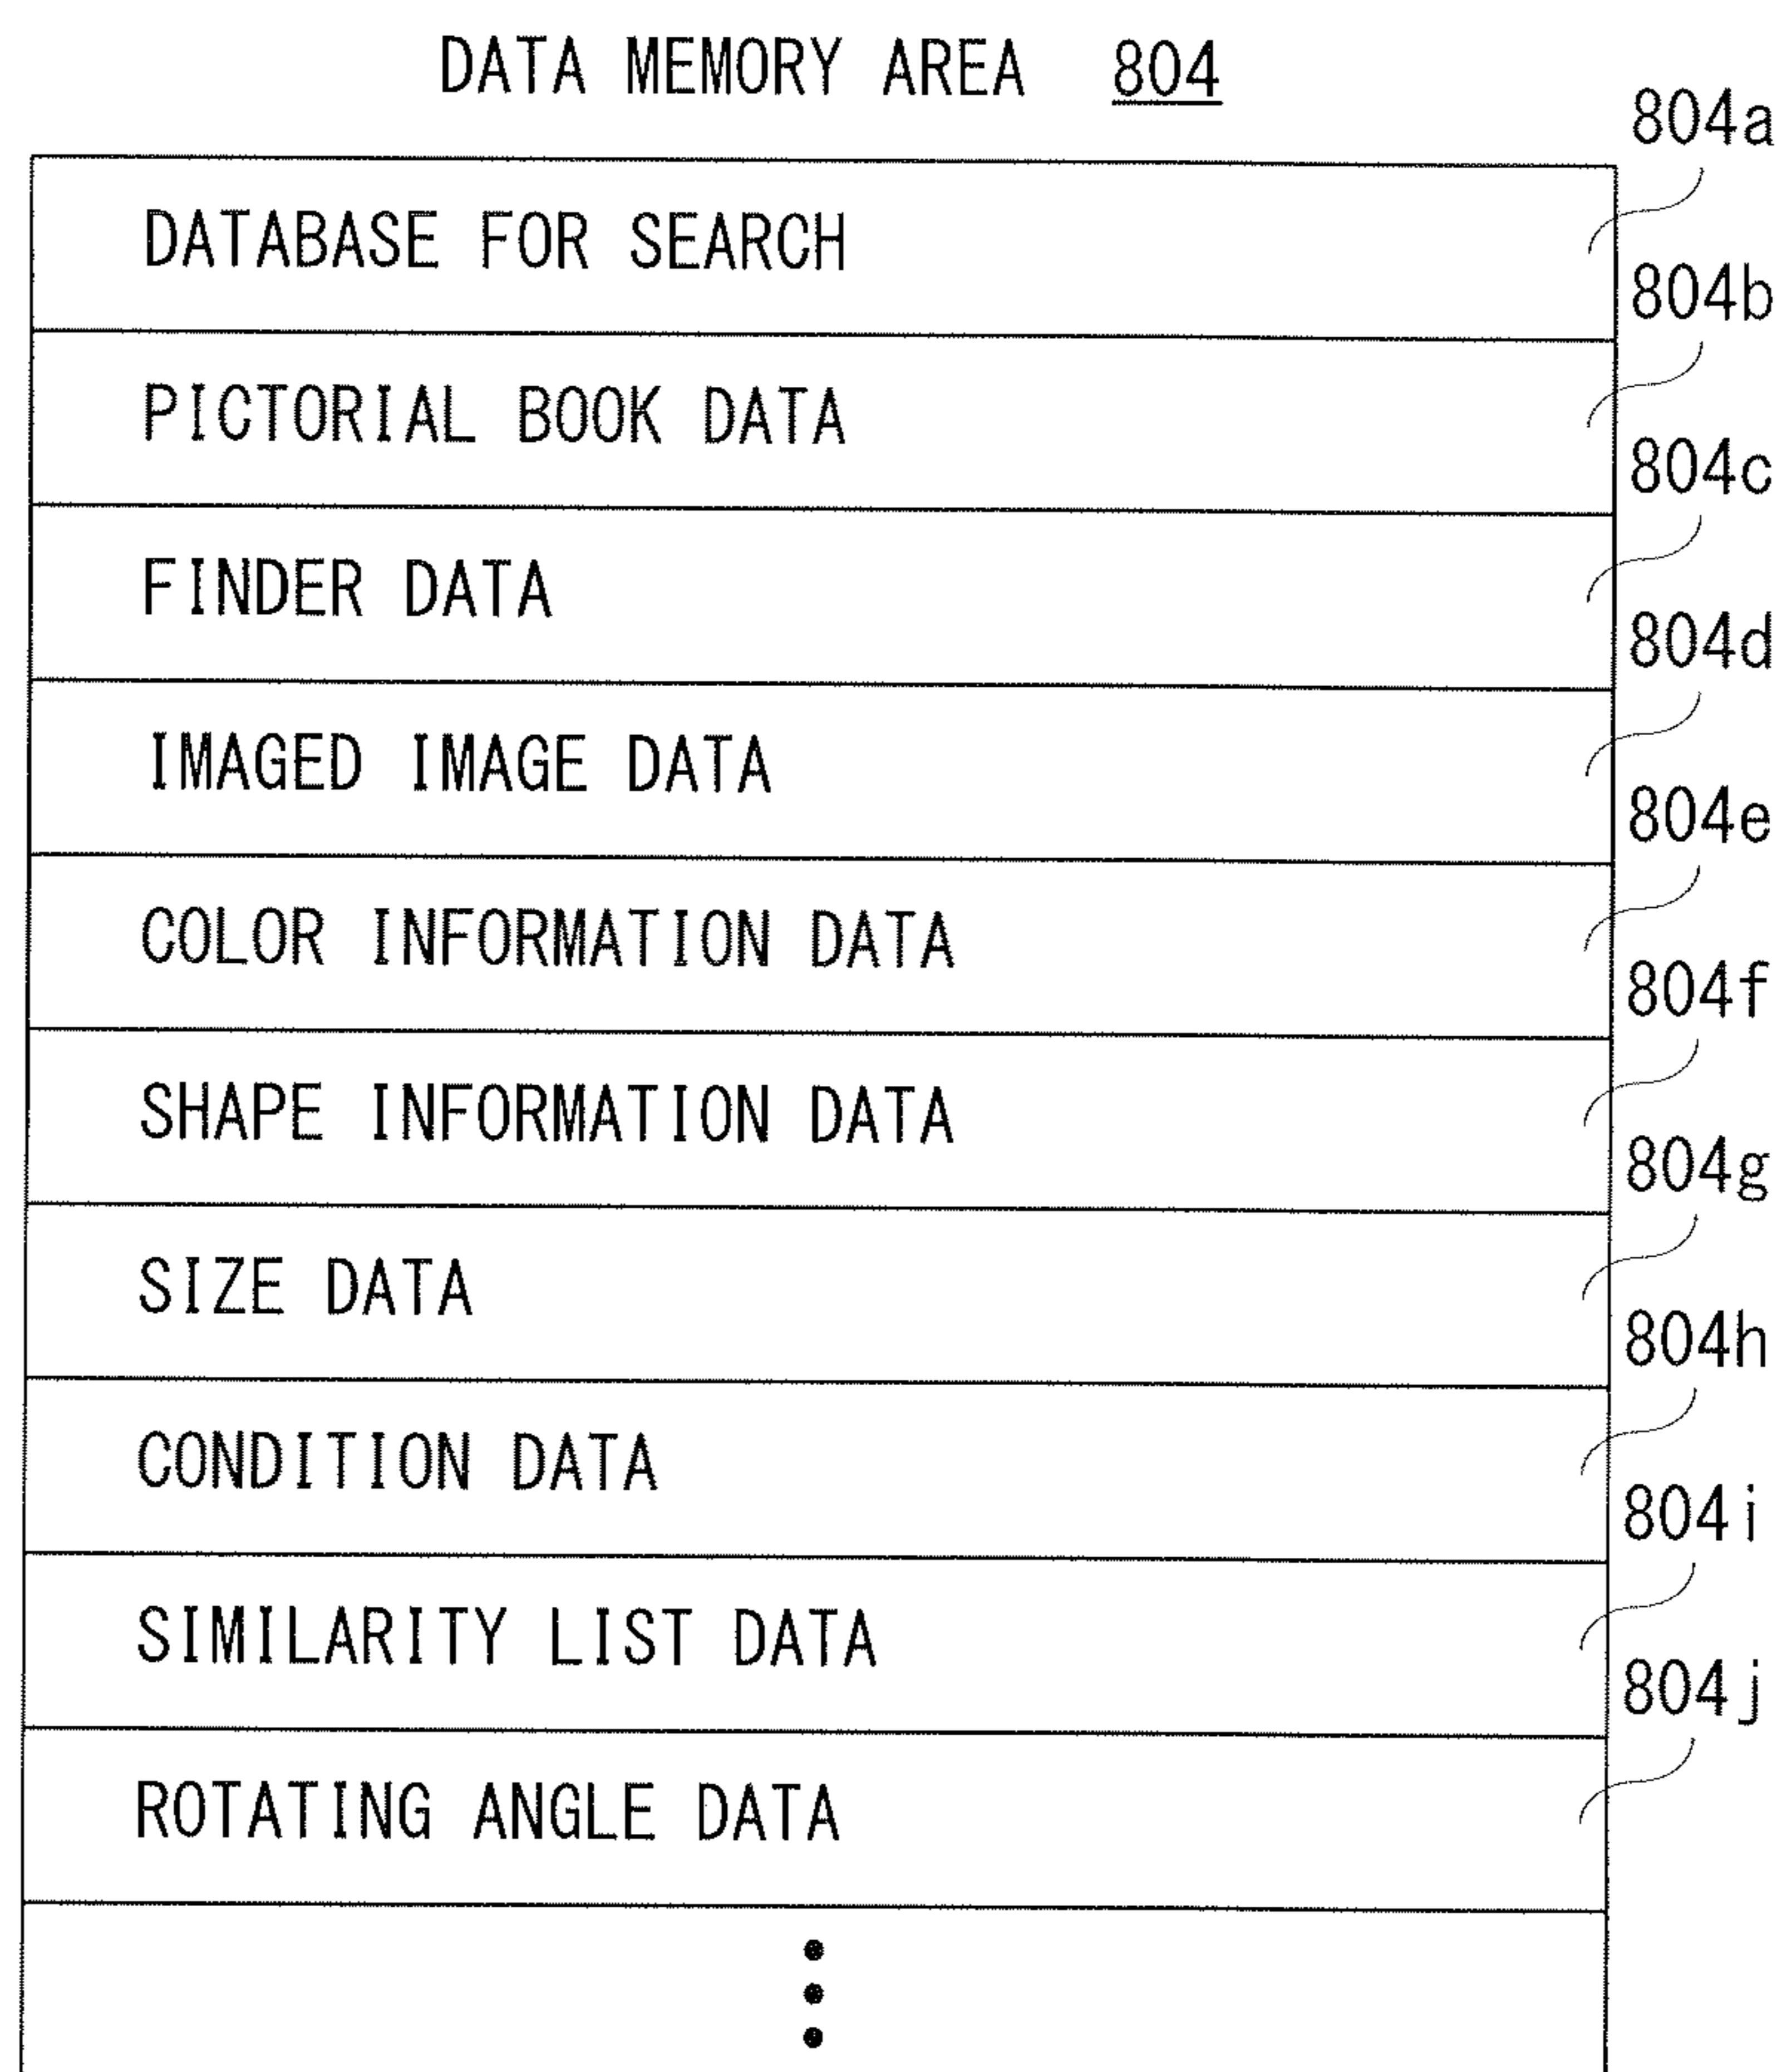 DATA MEMORY AREA 804
804a
DATABASE FOR SEARCH
804b
PICTORIAL BOOK DATA
804c
FINDER DATA
804d
IMAGED IMAGE DATA
804e
COLOR INFORMATION DATA
804f
SHAPE INFORMATION DATA
804g
SIZE DATA
804h
CONDITION DATA
804i
SIMILARITY LIST DATA
804j
ROTATING ANGLE DATA